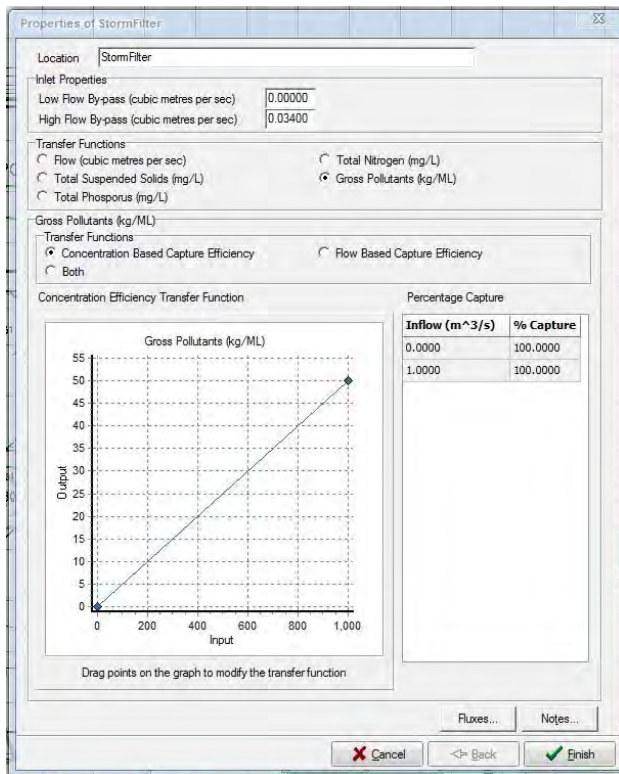 Properties of StormFilter
Location StormFilter
Inlet Properties
Low Flow By-pass (cubic metres per sec) 0.00000
High Flow By-pass (cubic metres per sec) 0.03400
Transfer Functions
Flow (cubic metres per sec) Total Nitrogen (mg/L)
Total Suspended Solids (mg/L) Gross Pollutants (kg/ML)
Total Phosporus (mg/L)
Gross Pollutants (kg/ML)
Transfer Functions
Concentration Based Capture Efficiency Flow Based Capture Efficiency
Both
Concentration Efficiency Transfer Function
Gross Pollutants (kg/ML)
55
50
45
40
35
30
25
20
15
10
5
0
Output
0 200 400 600 800 1,000
Input
Drag points on the graph to modify the transfer function
Percentage Capture
Inflow (m^3/s) % Capture
0.0000 100.0000
1.0000 100.0000
Fluxes... Notes...
Cancel <= Back Finish